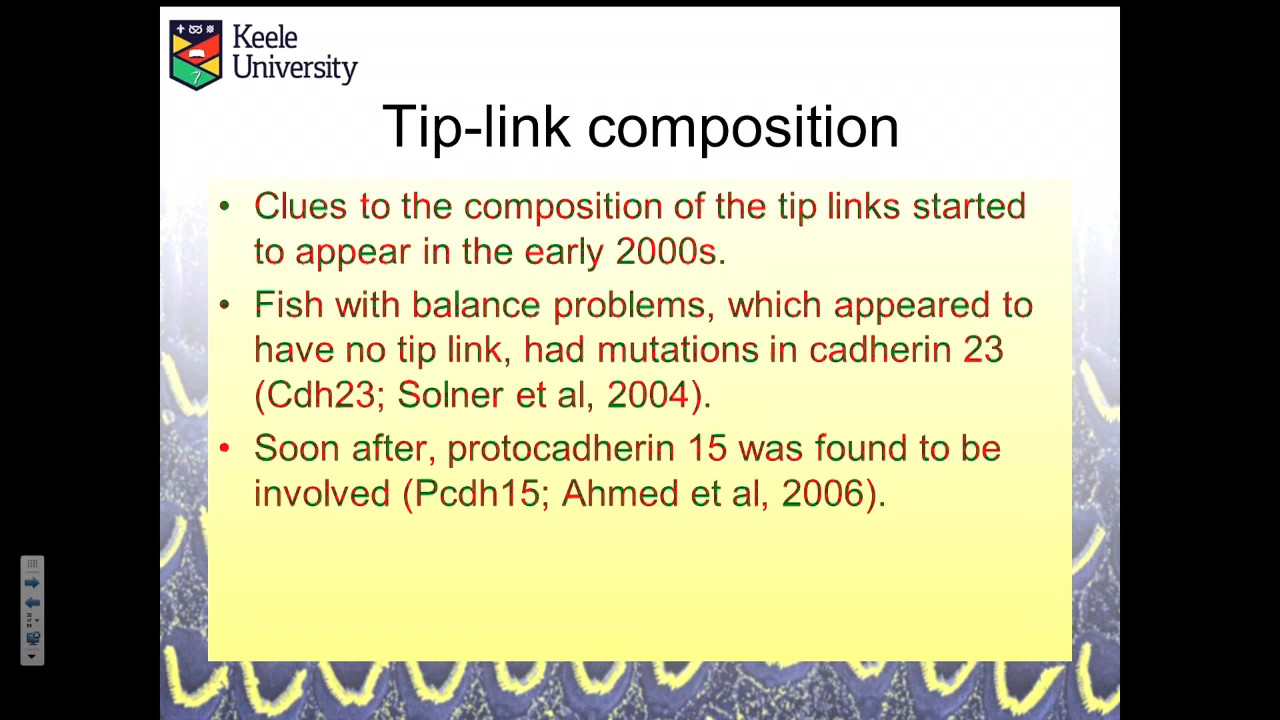 Keele
University
Tip-link composition
• Clues to the composition of the tip links started
to appear in the early 2000s.
• Fish with balance problems, which appeared to
have no tip link, had mutations in cadherin 23
(Cdh23; Solner et al, 2004).
• Soon after, protocadherin 15 was found to be
involved (Pcdh15; Ahmed et al, 2006).